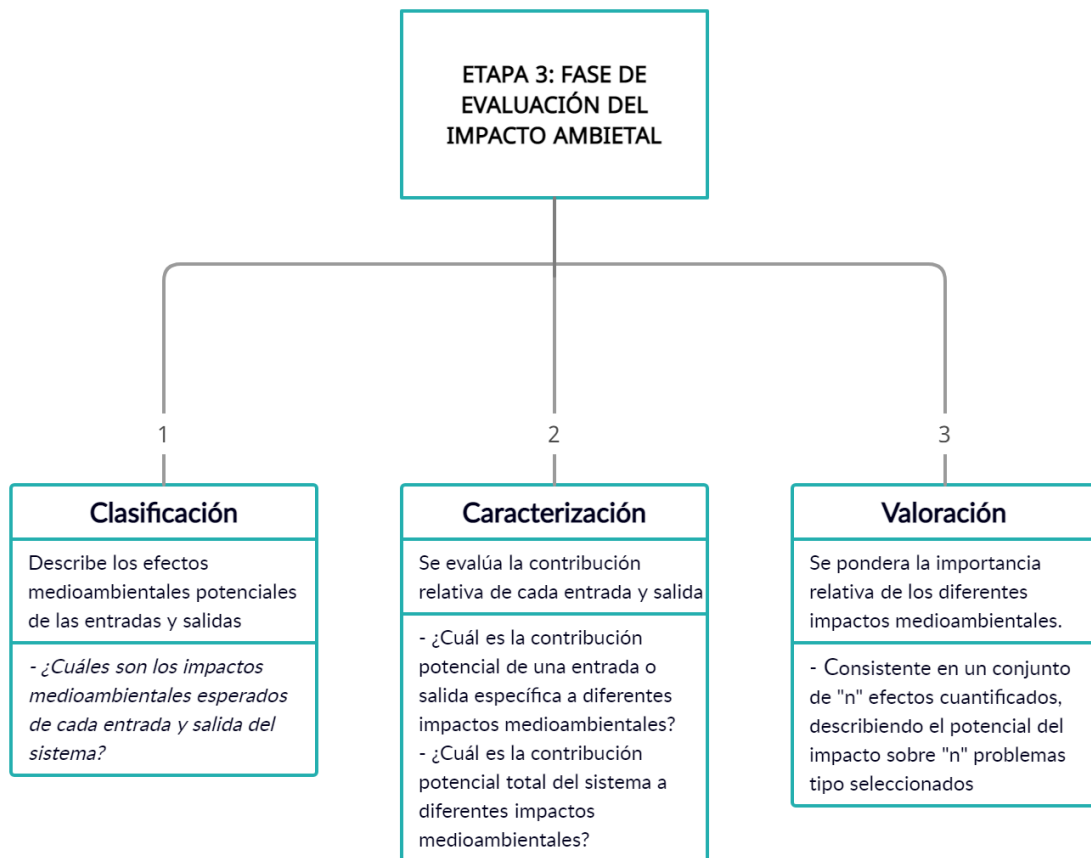 ETAPA 3: FASE DE
EVALUACIÓN DEL
IMPACTO AMBIETAL
1
2
3
Clasificación
Describe los efectos
medioambientales potenciales
de las entradas y salidas
- ¿Cuáles son los impactos
medioambientales esperados
de cada entrada y salida del
sistema?
Caracterización
Se evalúa la contribución
relativa de cada entrada y salida
- ¿Cuál es la contribución
potencial de una entrada o
salida específica a diferentes
impactos medioambientales?
- ¿Cuál es la contribución
potencial total del sistema a
diferentes impactos
medioambientales?
Valoración
Se pondera la importancia
relativa de los diferentes
impactos medioambientales.
- Consistente en un conjunto
de "n" efectos cuantificados,
describiendo el potencial del
impacto sobre "n" problemas
tipo seleccionados